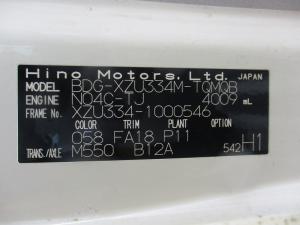 Hino Motors, Ltd. JAPAN
MODEL BDG-XZU334M-TQMQB
ENGINE N04C-TJ 4009 mL
FRAME No. XZU334-1000546
COLOR TRIM PLANT OPTION
058 FA18 P11
TRANS./AXLE M550 B12A 542 H1